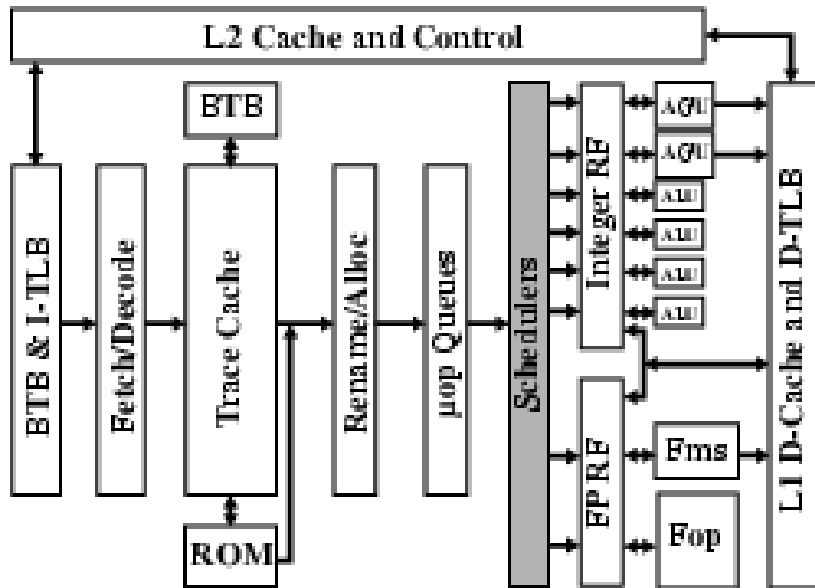 L2 Cache and Control
BTB
BTB & I-TLB
Fetch/Decode
Trace Cache
ROM
Rename/Alloc
µop Queues
Schedulers
Integer RF
FP RF
AGU
AGU
ALU
ALU
ALU
ALU
Fms
Fop
L1 D-Cache and D-TLB